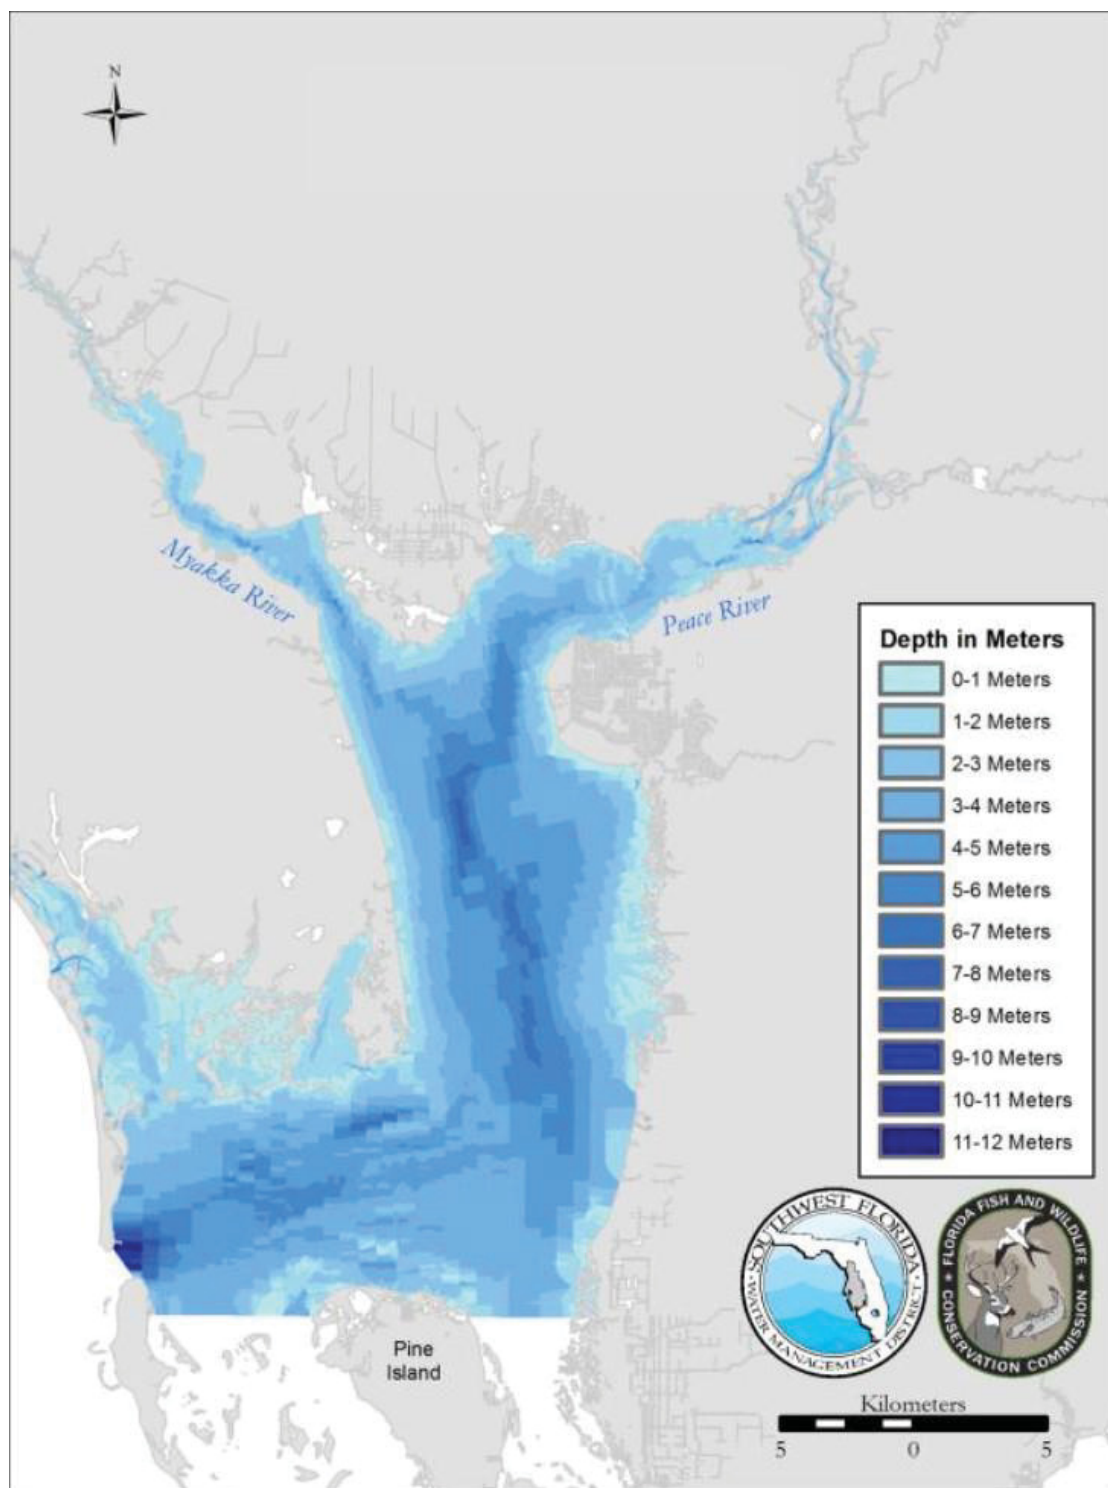 N
Myakka River
Peace River
Depth in Meters
0-1 Meters
1-2 Meters
2-3 Meters
3-4 Meters
4-5 Meters
5-6 Meters
6-7 Meters
7-8 Meters
8-9 Meters
9-10 Meters
10-11 Meters
11-12 Meters
SOUTHWEST FLORIDA
WATER MANAGEMENT DISTRICT
FLORIDA FISH AND WILDLIFE
CONSERVATION COMMISSION
Pine
Island
Kilometers
5 0 5